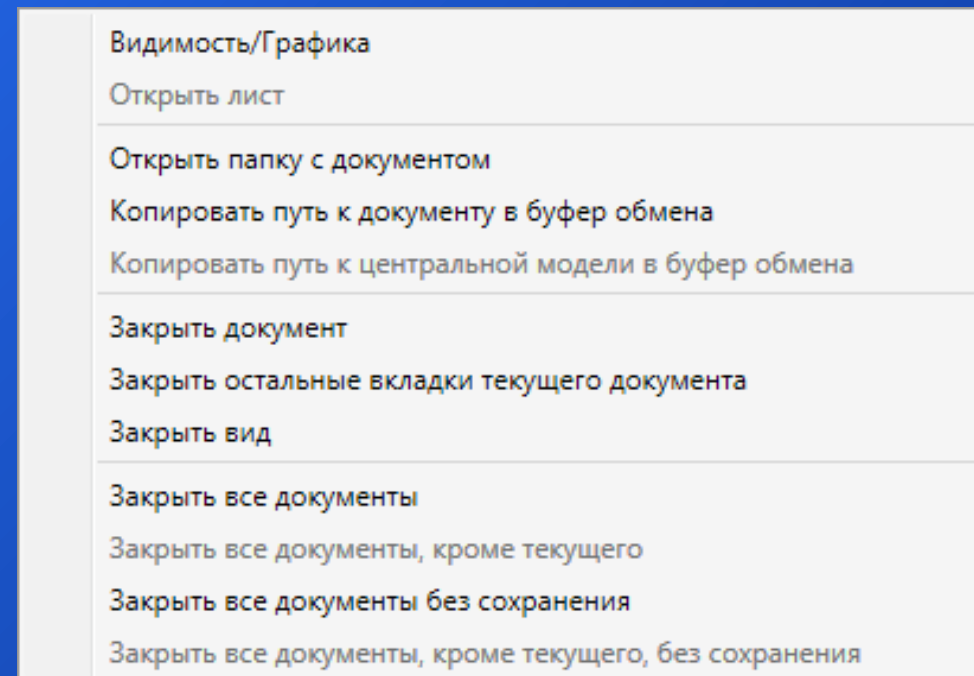 Видимость/Графика
Открыть лист
Открыть папку с документом
Копировать путь к документу в буфер обмена
Копировать путь к центральной модели в буфер обмена
Закрыть документ
Закрыть остальные вкладки текущего документа
Закрыть вид
Закрыть все документы
Закрыть все документы, кроме текущего
Закрыть все документы без сохранения
Закрыть все документы, кроме текущего, без сохранения